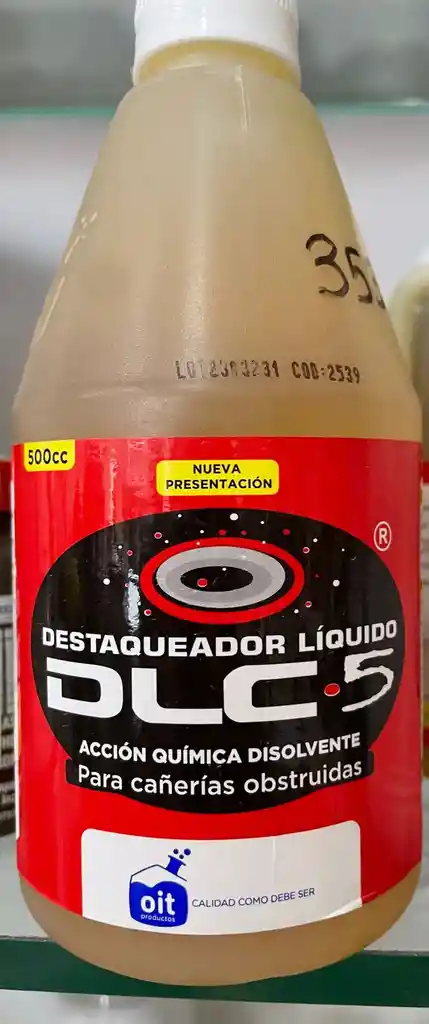 COD:2539
500cc
NUEVA
PRESENTACIÓN
®
DESTAQUEADOR LÍQUIDO
DLC·5
ACCIÓN QUÍMICA DISOLVENTE
Para cañerías obstruidas
oit
productos
CALIDAD COMO DEBE SER